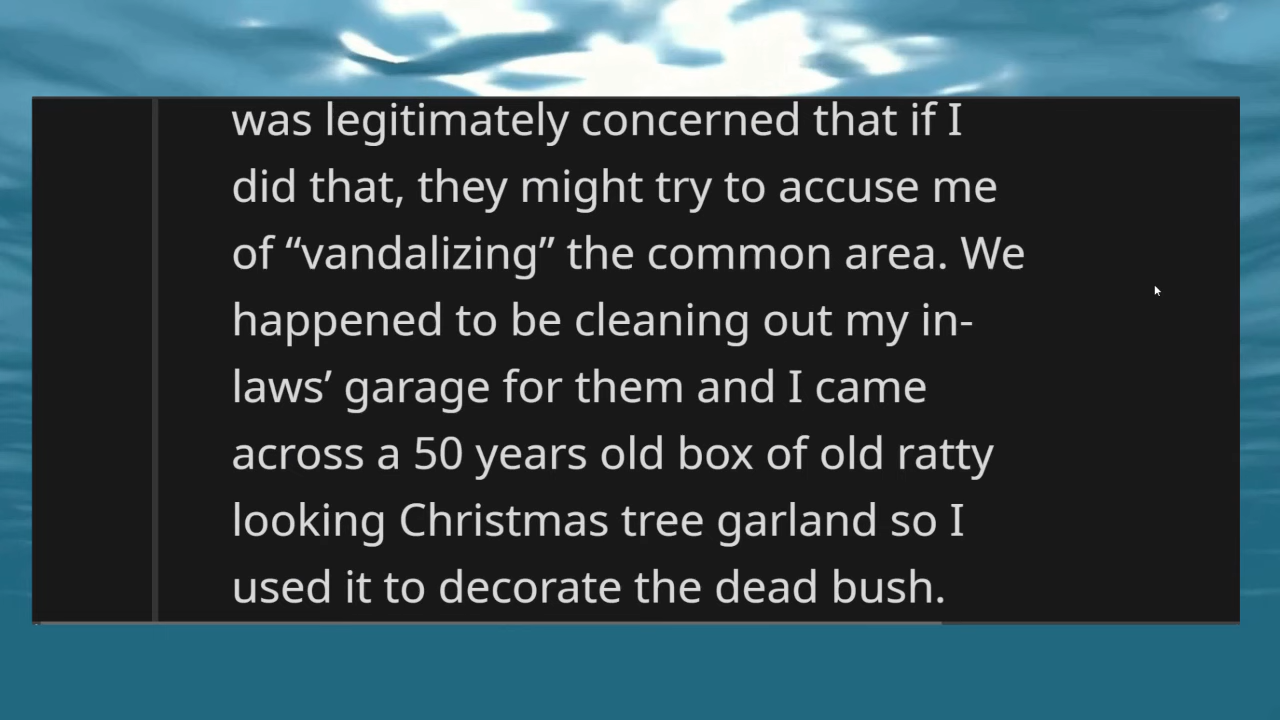 was legitimately concerned that if I
did that, they might try to accuse me
of “vandalizing” the common area. We
happened to be cleaning out my in-
laws’ garage for them and I came
across a 50 years old box of old ratty
looking Christmas tree garland so I
used it to decorate the dead bush.